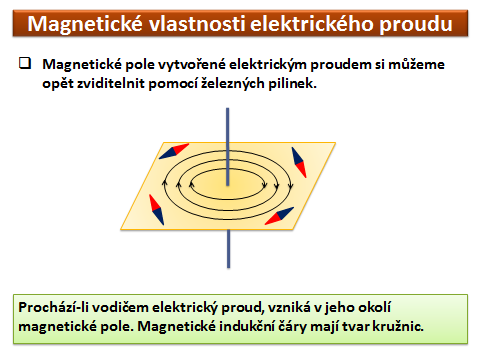 Magnetické vlastnosti elektrického proudu
❑ Magnetické pole vytvořené elektrickým proudem si můžeme
opět zviditelnit pomocí železných pilinek.
Prochází-li vodičem elektrický proud, vzniká v jeho okolí
magnetické pole. Magnetické indukční čáry mají tvar kružnic.